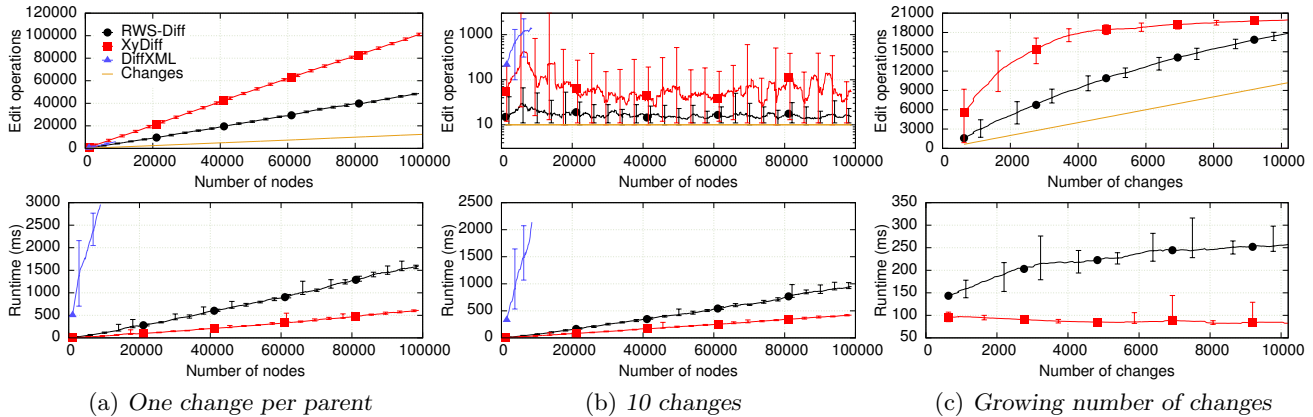 120000
100000
80000
60000
40000
20000
0
Edit operations
RWS-Diff
XyDiff
DiffXML
Changes
0 20000 40000 60000 80000 100000
Number of nodes
1000
100
10
Edit operations
0 20000 40000 60000 80000 100000
Number of nodes
21000
18000
15000
12000
9000
6000
3000
0
Edit operations
0 2000 4000 6000 8000 10000
Number of changes
3000
2500
2000
1500
1000
500
0
Runtime (ms)
0 20000 40000 60000 80000 100000
Number of nodes
2500
2000
1500
1000
500
0
Runtime (ms)
0 20000 40000 60000 80000 100000
Number of nodes
350
300
250
200
150
100
50
Runtime (ms)
0 2000 4000 6000 8000 10000
Number of changes
(a) One change per parent
(b) 10 changes
(c) Growing number of changes